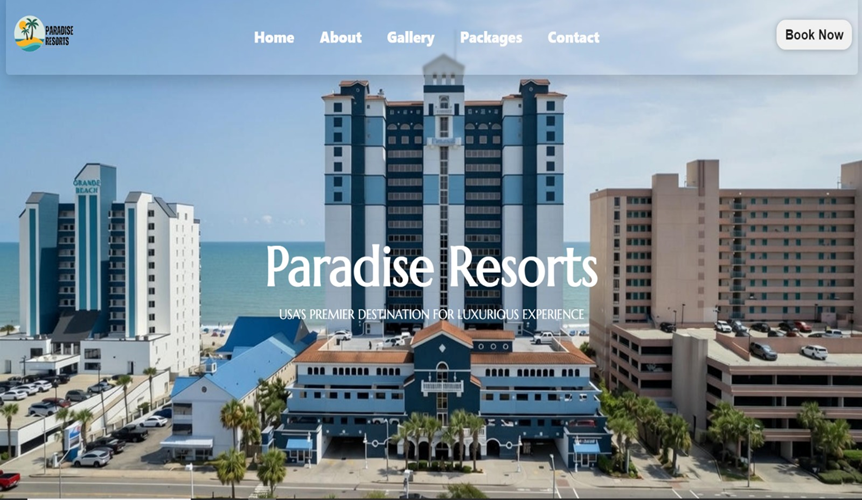 PARADISE
RESORTS
Home About Gallery Packages Contact
Book Now
GRANDE
BEACH
Paradise Resorts
USA'S PREMIER DESTINATION FOR LUXURIOUS EXPERIENCE